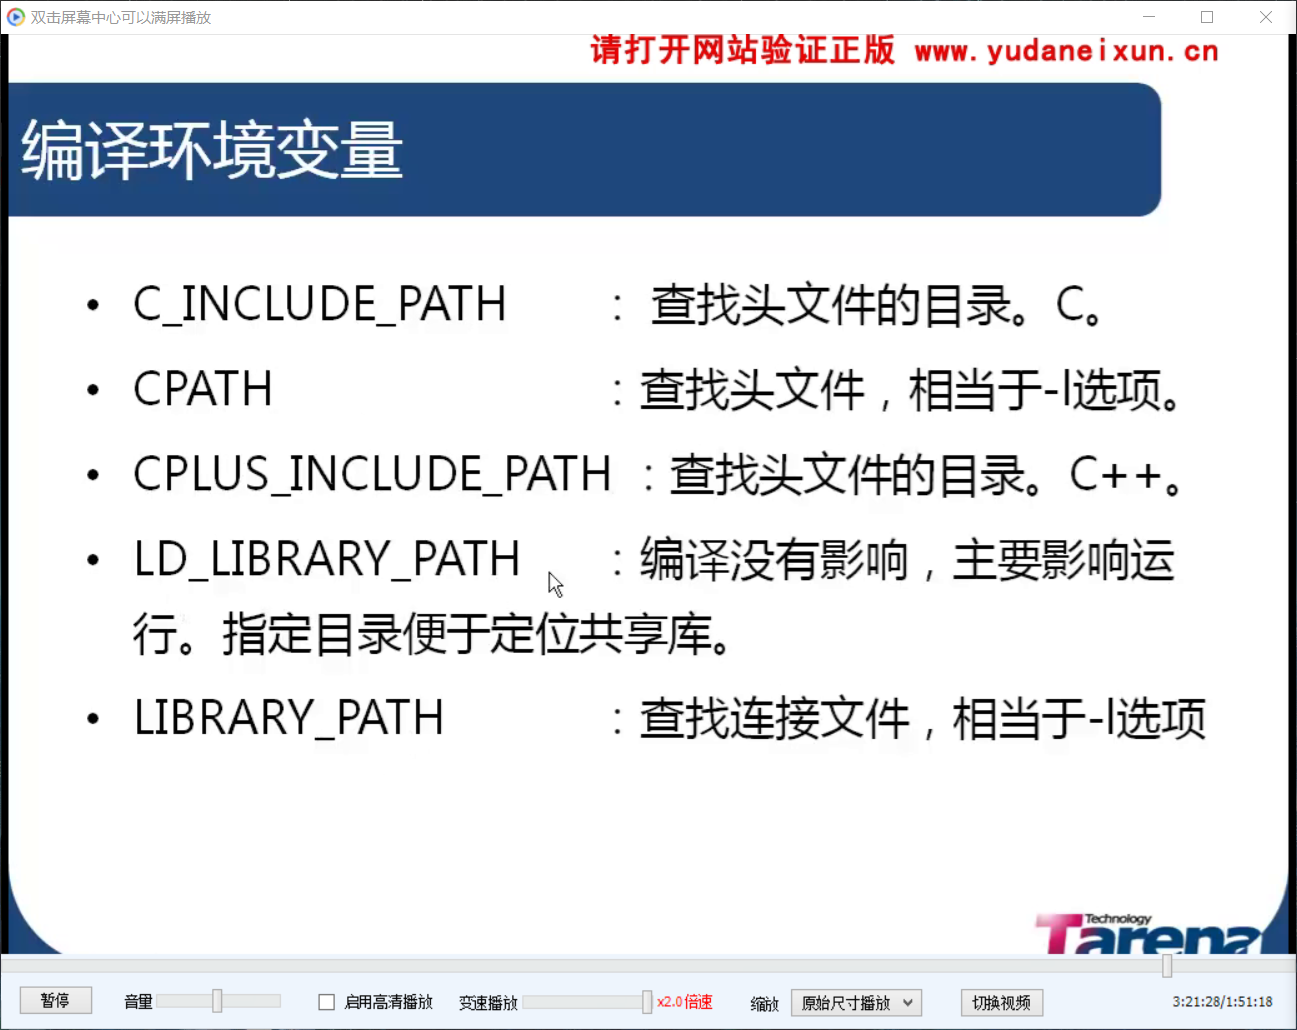 双击屏幕中心可以满屏播放
请打开网站验证正版 www.yudaneixun.cn
编译环境变量
• C_INCLUDE_PATH : 查找头文件的目录。C。
• CPATH : 查找头文件，相当于-l选项。
• CPLUS_INCLUDE_PATH : 查找头文件的目录。C++。
• LD_LIBRARY_PATH : 编译没有影响，主要影响运
行。指定目录便于定位共享库。
• LIBRARY_PATH : 查找连接文件，相当于-l选项
Technology
Tarena
暂停 音量 启用高清播放 变速播放 x2.0倍速 缩放 原始尺寸播放 切换视频 3:21:28/1:51:18